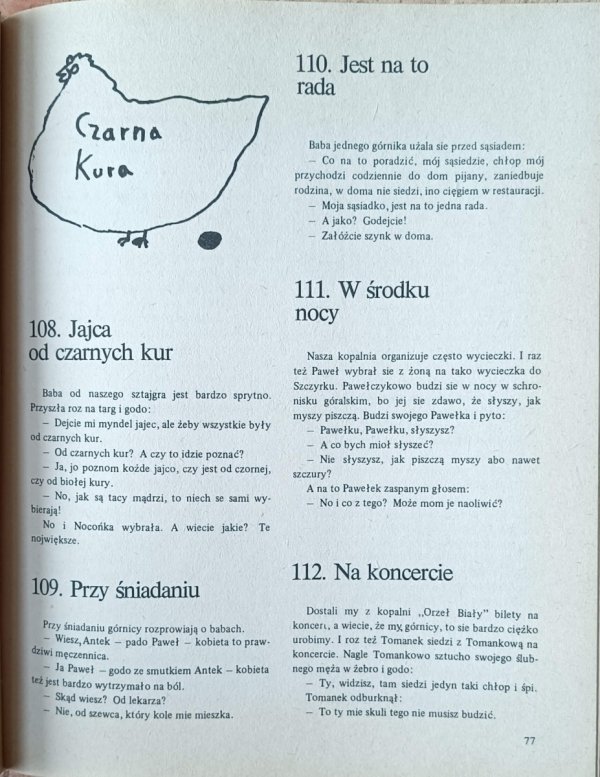 Czarna
Kura
108. Jajca
od czarnych kur
Baba od naszego sztajgra jest bardzo sprytno.
Przyszła roz na targ i godo:
— Dejcie mi myndel jajec, ale żeby wszystkie były
od czarnych kur.
— Od czarnych kur? A czy to idzie poznać?
— Ja, jo poznom kożde jajco, czy jest od czornej,
czy od biołej kury.
— No, jak są tacy mądrzi, to niech se sami wy-
bierają!
No i Nocońka wybrała. A wiecie jakie? Te
największe.
109. Przy śniadaniu
Przy śniadaniu górnicy rozprowiają o babach.
— Wiesz, Antek — pado Paweł — kobieta to praw-
dziwi męczennica.
— Ja Paweł — godo ze smutkiem Antek — kobieta
też jest bardzo wytrzymało na ból.
— Skąd wiesz? Od lekarza?
— Nie, od szewca, który kole mie mieszka.
110. Jest na to
rada
Baba jednego górnika użala sie przed sąsiadem:
— Co na to poradzić, mój sąsiedzie, chłop mój
przychodzi codziennie do dom pijany, zaniedbuje
rodzina, w doma nie siedzi, ino cięgiem w restauracji.
— Moja sąsiadko, jest na to jedna rada.
— A jako? Godejcie!
— Załóżcie szynk w doma.
111. W środku
nocy
Nasza kopalnia organizuje często wycieczki. I raz
też Paweł wybrał sie z żoną na tako wycieczka do
Szczyrku. Pawełczykowo budzi sie w nocy w schro-
nisku góralskim, bo jej sie zdawo, że słyszy, jak
myszy piszczą. Budzi swojego Pawełka i pyto:
— Pawełku, Pawełku, słyszysz?
— A co bych mioł słyszeć?
— Nie słyszysz, jak piszczą myszy abo nawet
szczury?
A na to Pawełek zaspanym głosem:
— No i co z tego? Może mom je naoliwić?
112. Na koncercie
Dostali my z kopalni „Orzeł Biały" bilety na
koncert, a wiecie, że my, górnicy, to sie bardzo ciężko
urobimy. I roz też Tomanek siedzi z Tomankową na
koncercie. Nagle Tomankowo sztucho swojego ślub-
nego męża w żebro i godo:
— Ty, widzisz, tam siedzi jedyn taki chłop i śpi.
Tomanek odburknął:
— To ty mie skuli tego nie musisz budzić.
77